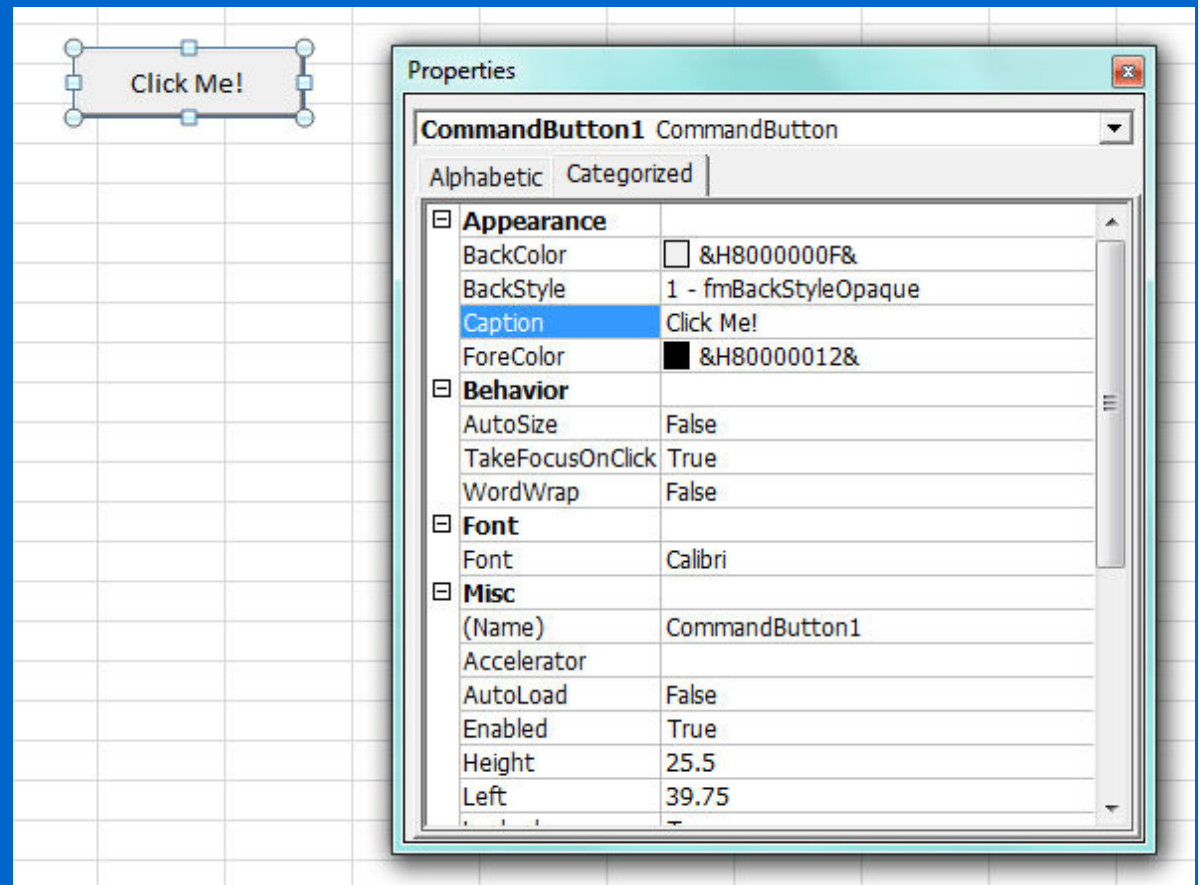 Click Me!
Properties
CommandButton1 CommandButton
Alphabetic Categorized
Appearance
BackColor &H8000000F&
BackStyle 1 - fmBackStyleOpaque
Caption Click Me!
ForeColor &H80000012&
Behavior
AutoSize False
TakeFocusOnClick True
WordWrap False
Font
Font Calibri
Misc
(Name) CommandButton1
Accelerator
AutoLoad False
Enabled True
Height 25.5
Left 39.75